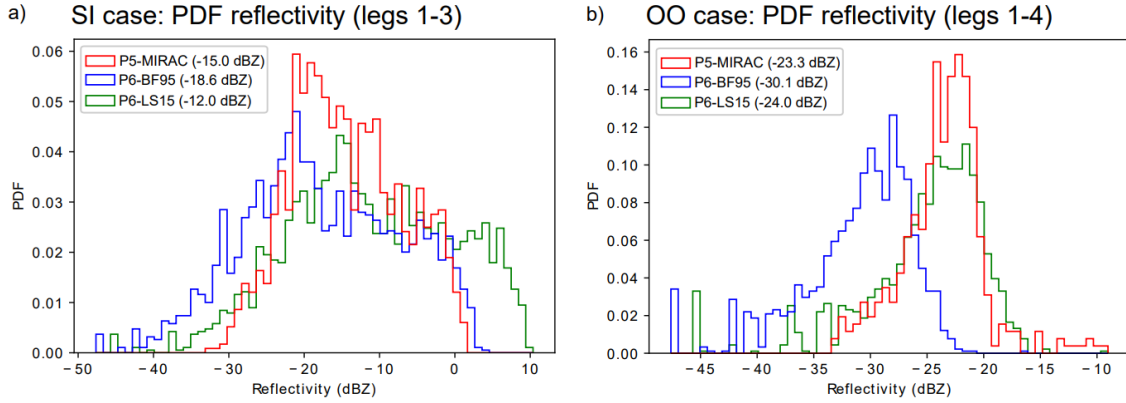 a) SI case: PDF reflectivity (legs 1-3)
0.06
0.05
0.04
0.03
0.02
0.01
0.00
PDF
P5-MIRAC (-15.0 dBZ)
P6-BF95 (-18.6 dBZ)
P6-LS15 (-12.0 dBZ)
−50 −40 −30 −20 −10 0 10
Reflectivity (dBZ)
b) OO case: PDF reflectivity (legs 1-4)
0.16
0.14
0.12
0.10
0.08
0.06
0.04
0.02
0.00
PDF
P5-MIRAC (-23.3 dBZ)
P6-BF95 (-30.1 dBZ)
P6-LS15 (-24.0 dBZ)
−45 −40 −35 −30 −25 −20 −15 −10
Reflectivity (dBZ)